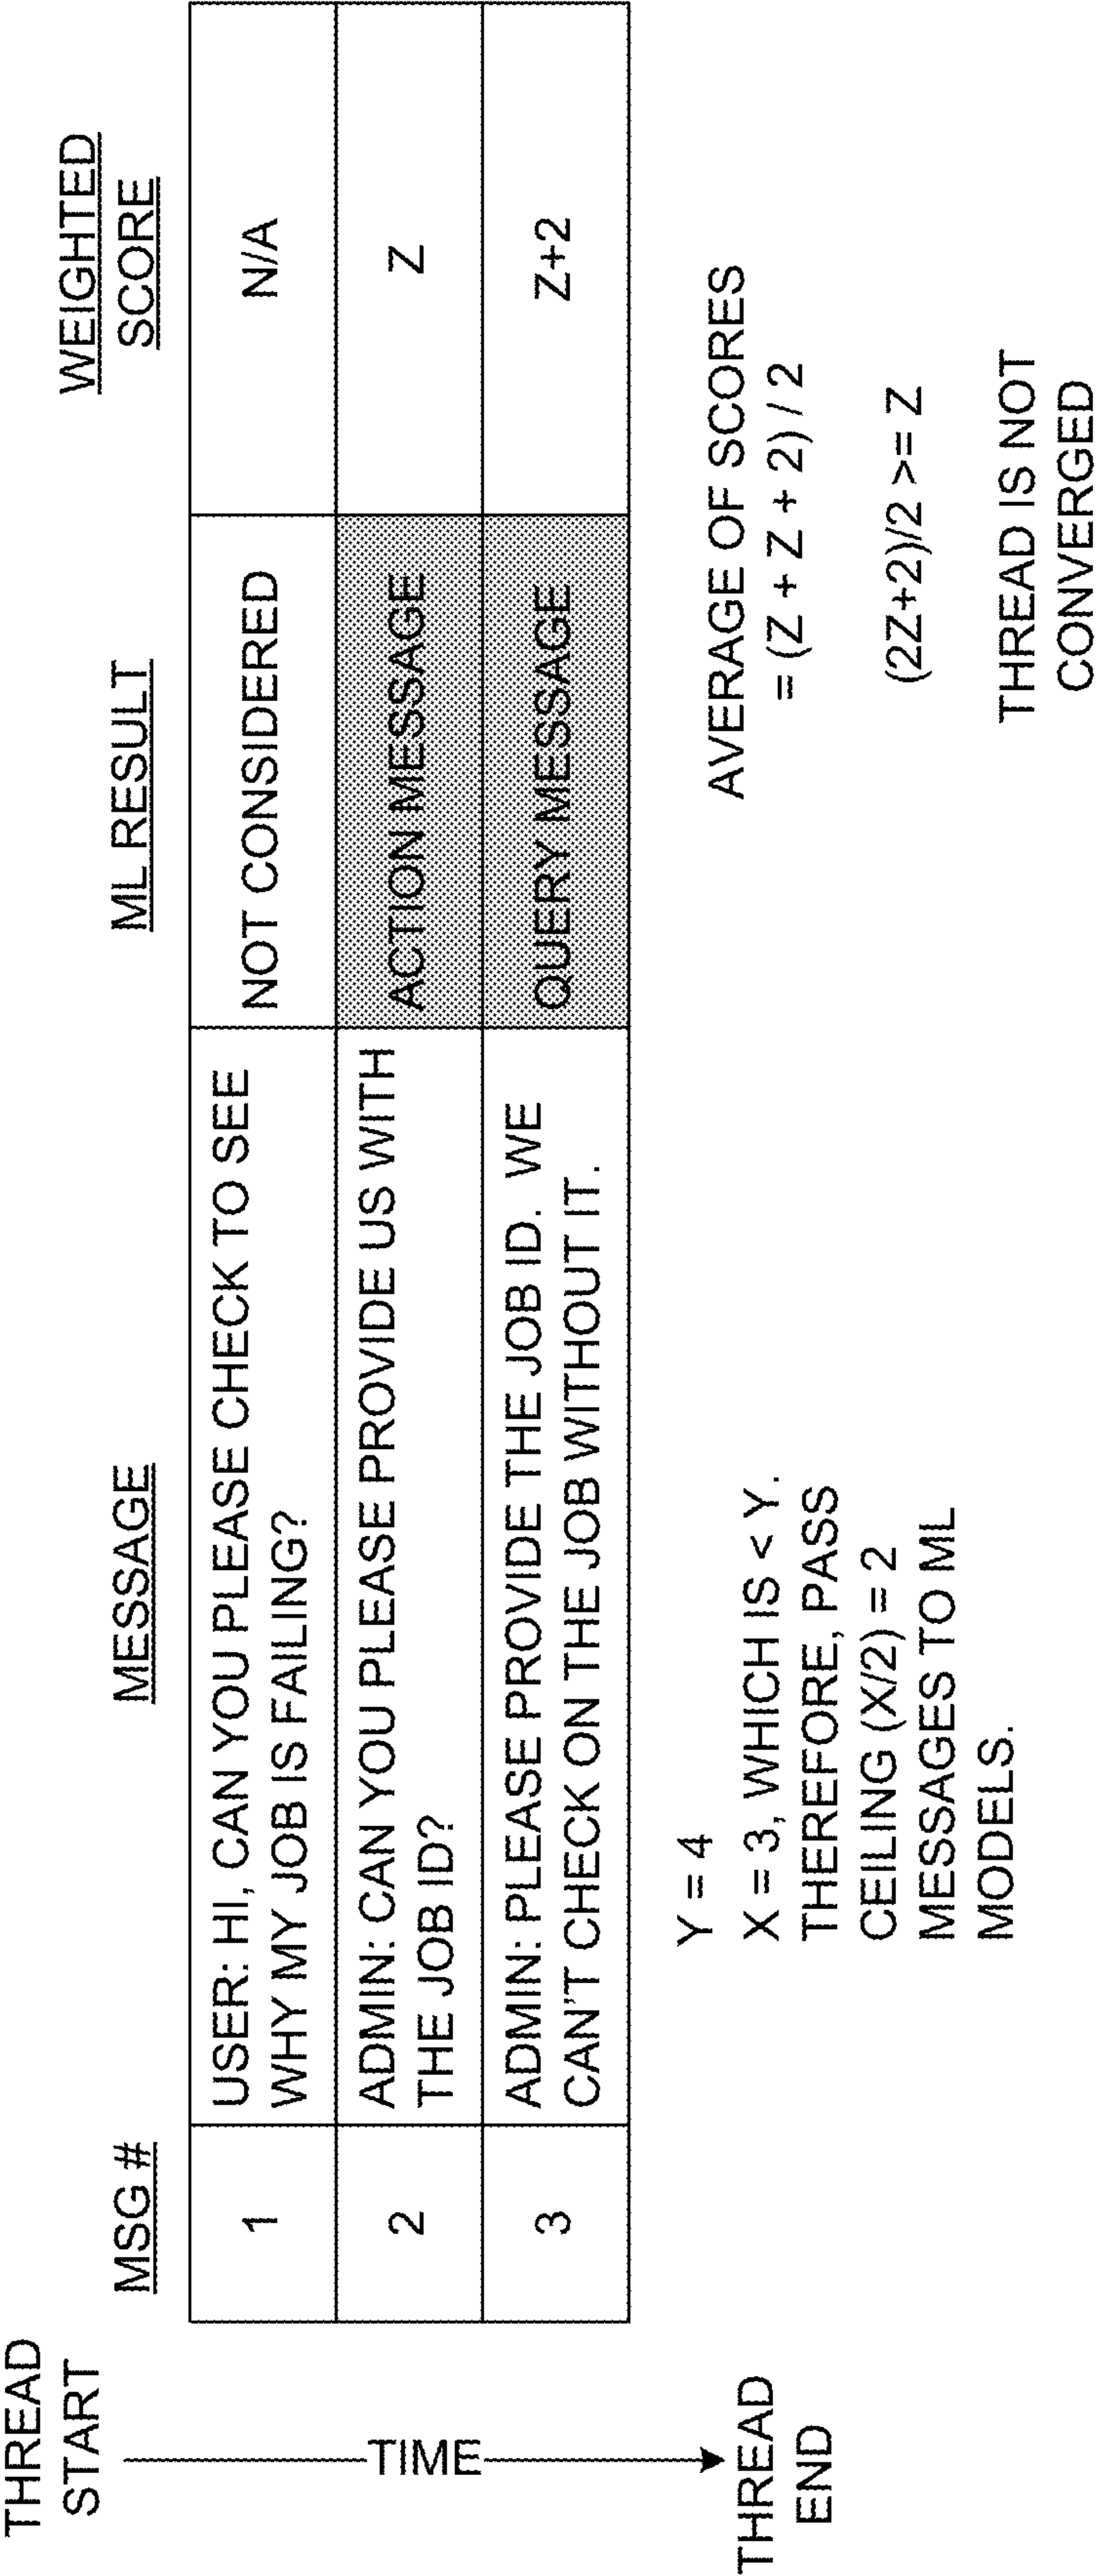 THREAD
START
TIME
THREAD
END
MSG #
MESSAGE
ML RESULT
WEIGHTED
SCORE
1
USER: HI, CAN YOU PLEASE CHECK TO SEE
WHY MY JOB IS FAILING?
NOT CONSIDERED
N/A
2
ADMIN: CAN YOU PLEASE PROVIDE US WITH
THE JOB ID?
ACTION MESSAGE
Z
3
ADMIN: PLEASE PROVIDE THE JOB ID. WE
CAN'T CHECK ON THE JOB WITHOUT IT.
QUERY MESSAGE
Z+2
Y = 4
X = 3, WHICH IS < Y.
THEREFORE, PASS
CEILING (X/2) = 2
MESSAGES TO ML
MODELS.
AVERAGE OF SCORES
= (Z + Z + 2) / 2
(2Z+2)/2 >= Z
THREAD IS NOT
CONVERGED